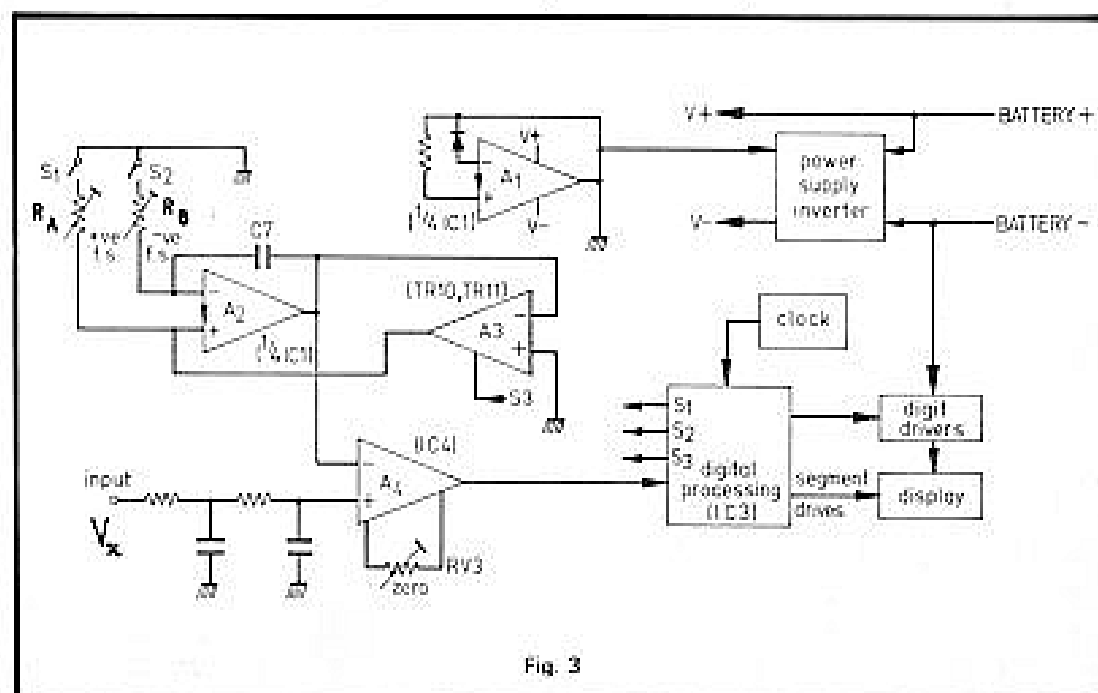 V+
BATTERY +
S1
S2
V+
A1
power
supply
inverter
RA
RB
+ve
f.s.
-ve
f.s.
C7
(¼ IC1)
V-
V-
BATTERY -
(TR10,TR11)
A2
A3
clock
(¼ IC1)
S3
S1
S2
S3
digit
drivers
(IC4)
digital
processing
(IC3)
segment
drives
display
input
A4
Vx
RV3
zero
Fig. 3